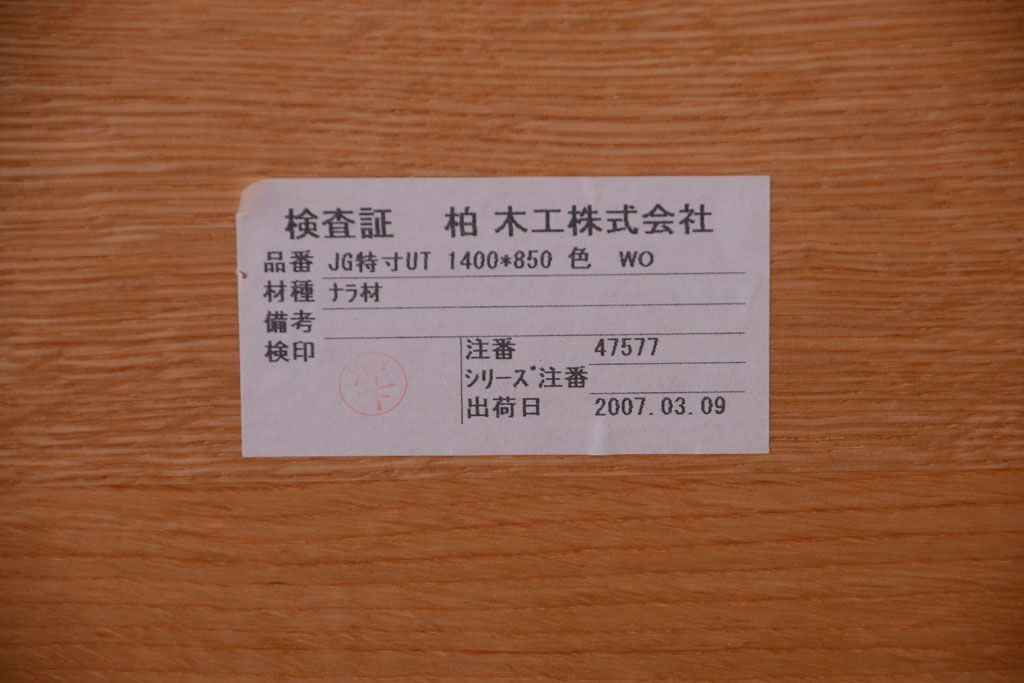 検査証 柏 木工株式会社
品番 JG特寸UT 1400*850 色 WO
材種 ﾅﾗ材
備考
検印
注番 47577
ｼﾘｰｽﾞ注番
出荷日 2007.03.09